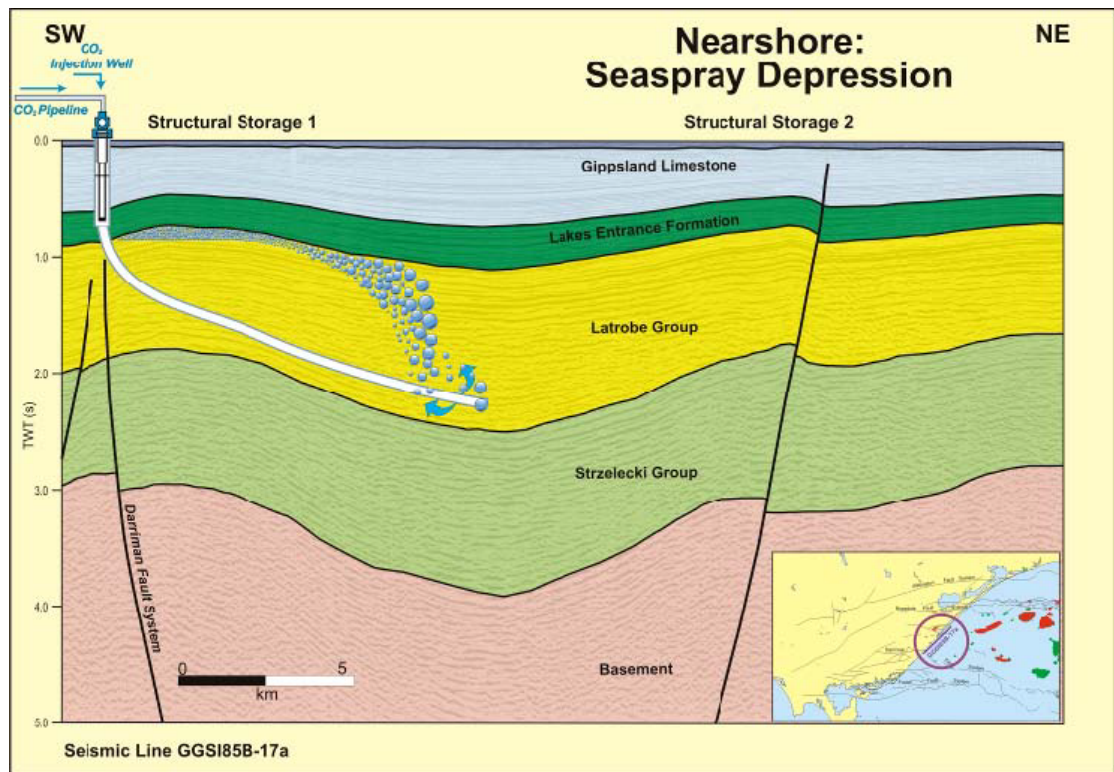 SW
Nearshore:
Seaspray Depression
NE
CO₂
Injection Well
CO₂ Pipeline
Structural Storage 1
Structural Storage 2
0.0
1.0
2.0
3.0
4.0
5.0
TWT (s)
Gippsland Limestone
Lakes Entrance Formation
Latrobe Group
Strzelecki Group
Basement
Darriman Fault System
0
5
km
GGSI85B-17a
Seismic Line GGSI85B-17a